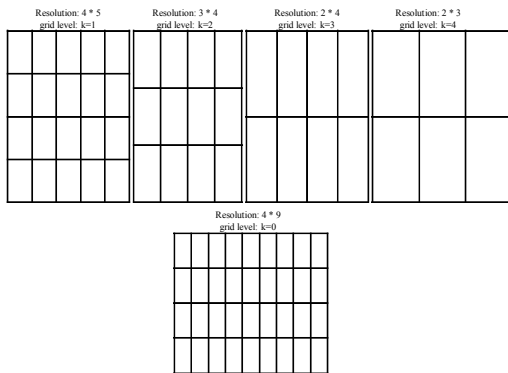 Resolution: 4 * 5
grid level: k=1
Resolution: 3 * 4
grid level: k=2
Resolution: 2 * 4
grid level: k=3
Resolution: 2 * 3
grid level: k=4
Resolution: 4 * 9
grid level: k=0